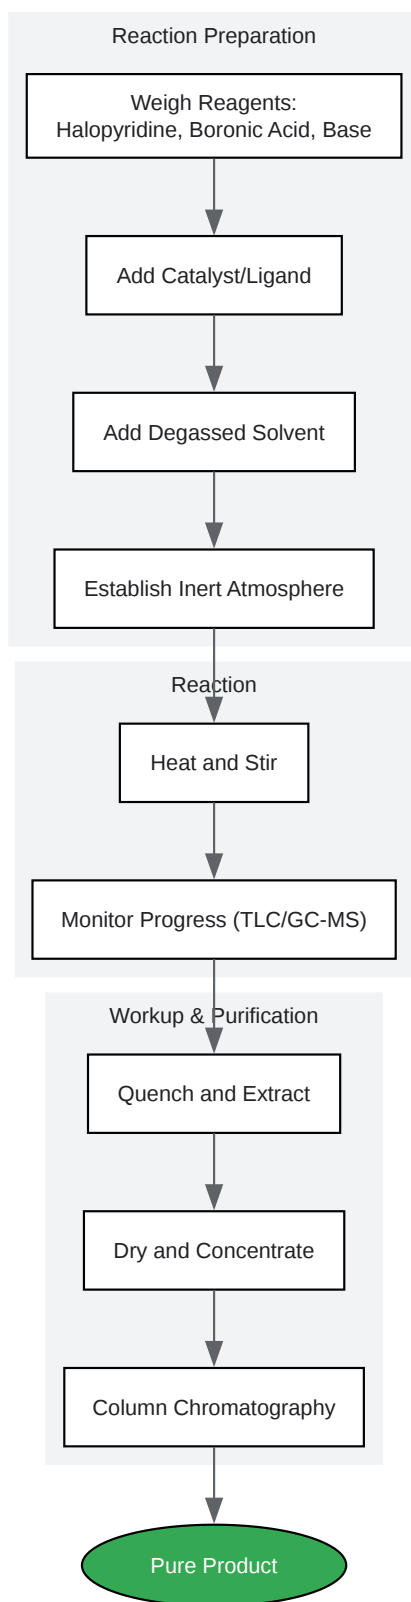 Reaction Preparation
Weigh Reagents:
Halopyridine, Boronic Acid, Base
Add Catalyst/Ligand
Add Degassed Solvent
Establish Inert Atmosphere
Reaction
Heat and Stir
Monitor Progress (TLC/GC-MS)
Workup & Purification
Quench and Extract
Dry and Concentrate
Column Chromatography
Pure Product